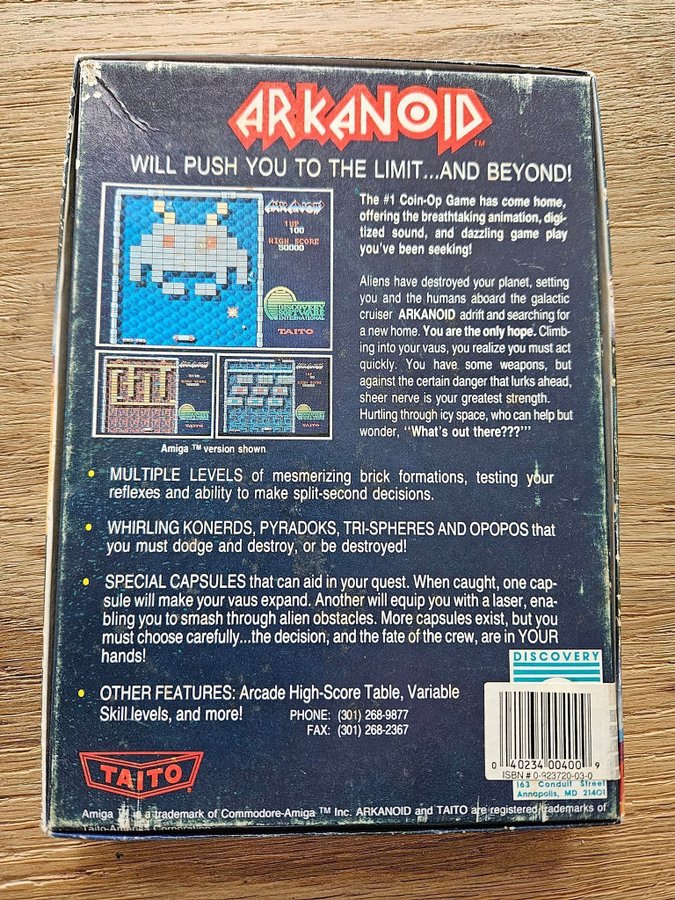 ARKANOID™
WILL PUSH YOU TO THE LIMIT...AND BEYOND!
ARKANOID
1UP
100
HIGH SCORE
50000
DISCOVERY
SOFTWARE
INTERNATIONAL
TAITO
Amiga ™ version shown
The #1 Coin-Op Game has come home,
offering the breathtaking animation, digi-
tized sound, and dazzling game play
you've been seeking!
Aliens have destroyed your planet, setting
you and the humans aboard the galactic
cruiser ARKANOID adrift and searching for
a new home. You are the only hope. Climb-
ing into your vaus, you realize you must act
quickly. You have some weapons, but
against the certain danger that lurks ahead,
sheer nerve is your greatest strength.
Hurtling through icy space, who can help but
wonder, "What's out there???"
• MULTIPLE LEVELS of mesmerizing brick formations, testing your
reflexes and ability to make split-second decisions.
• WHIRLING KONERDS, PYRADOKS, TRI-SPHERES AND OPOPOS that
you must dodge and destroy, or be destroyed!
• SPECIAL CAPSULES that can aid in your quest. When caught, one cap-
sule will make your vaus expand. Another will equip you with a laser, ena-
bling you to smash through alien obstacles. More capsules exist, but you
must choose carefully...the decision, and the fate of the crew, are in YOUR
hands!
• OTHER FEATURES: Arcade High-Score Table, Variable
Skill levels, and more!
PHONE: (301) 268-9877
FAX: (301) 268-2367
DISCOVERY
0 40234 00400 9
ISBN # 0-923720-03-0
163 Conduit Street
Annapolis, MD 21401
TAITO
Amiga ™ is a trademark of Commodore-Amiga ™ Inc. ARKANOID and TAITO are registered trademarks of